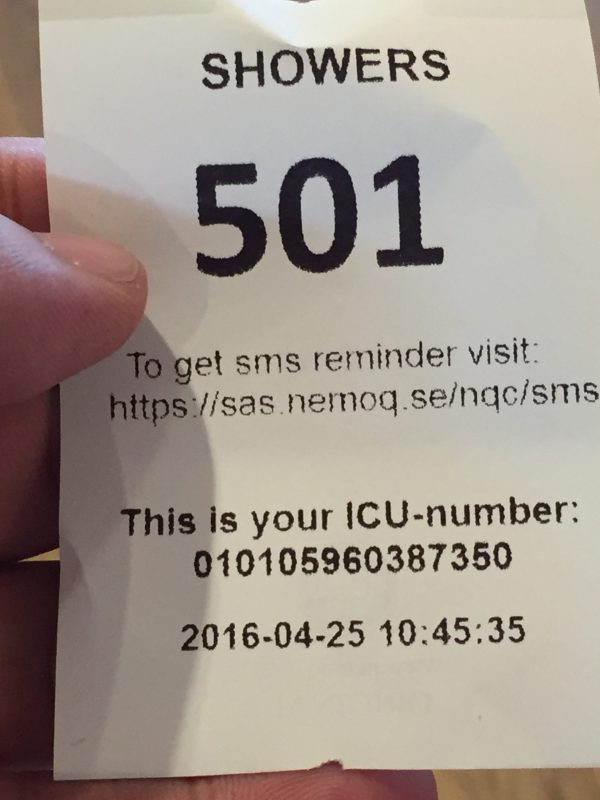 SHOWERS
501
To get sms reminder visit:
https://sas.nemoq.se/nqc/sms
This is your ICU-number:
010105960387350
2016-04-25 10:45:35